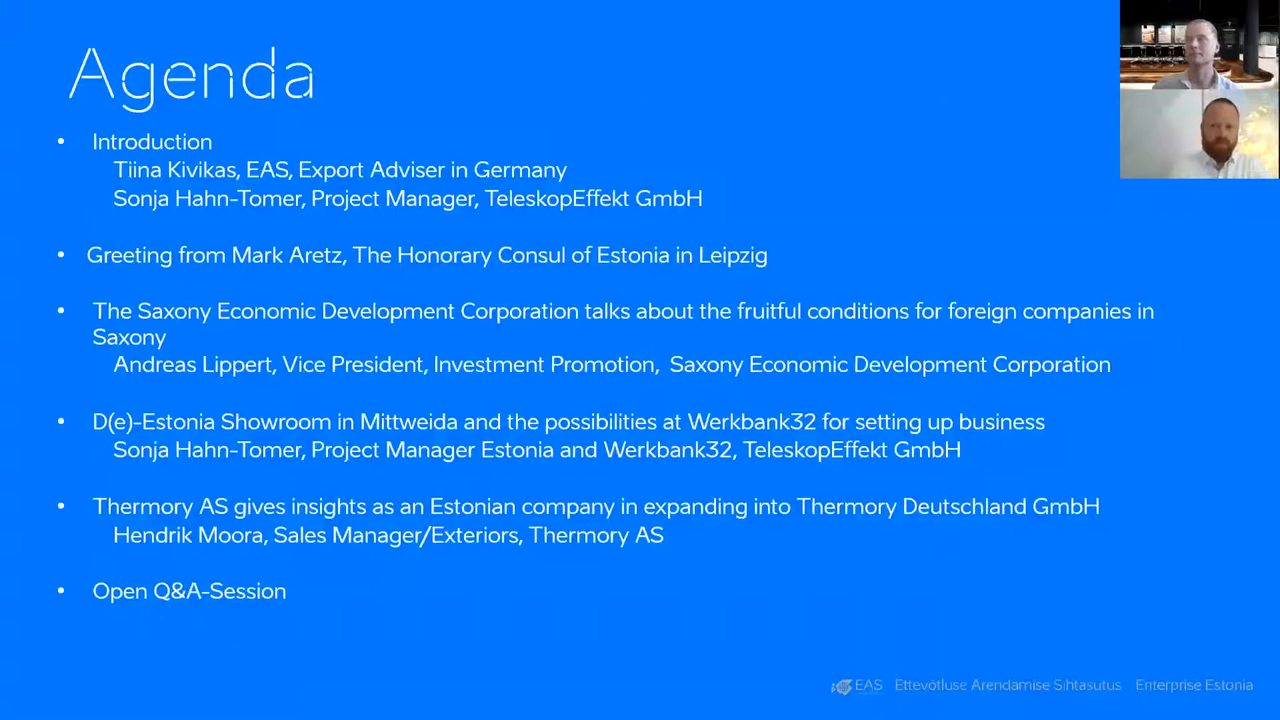 Agenda
• Introduction
Tiina Kivikas, EAS, Export Adviser in Germany
Sonja Hahn-Tomer, Project Manager, TeleskopEffekt GmbH
• Greeting from Mark Aretz, The Honorary Consul of Estonia in Leipzig
• The Saxony Economic Development Corporation talks about the fruitful conditions for foreign companies in
Saxony
Andreas Lippert, Vice President, Investment Promotion, Saxony Economic Development Corporation
• D(e)-Estonia Showroom in Mittweida and the possibilities at Werkbank32 for setting up business
Sonja Hahn-Tomer, Project Manager Estonia and Werkbank32, TeleskopEffekt GmbH
• Thermory AS gives insights as an Estonian company in expanding into Thermory Deutschland GmbH
Hendrik Moora, Sales Manager/Exteriors, Thermory AS
• Open Q&A-Session
EAS Ettevõtluse Arendamise Sihtasutus Enterprise Estonia